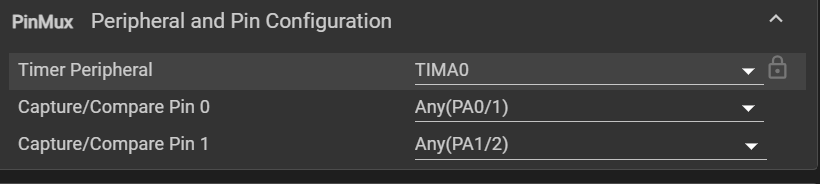 PinMux Peripheral and Pin Configuration
Timer Peripheral TIMA0
Capture/Compare Pin 0 Any(PA0/1)
Capture/Compare Pin 1 Any(PA1/2)